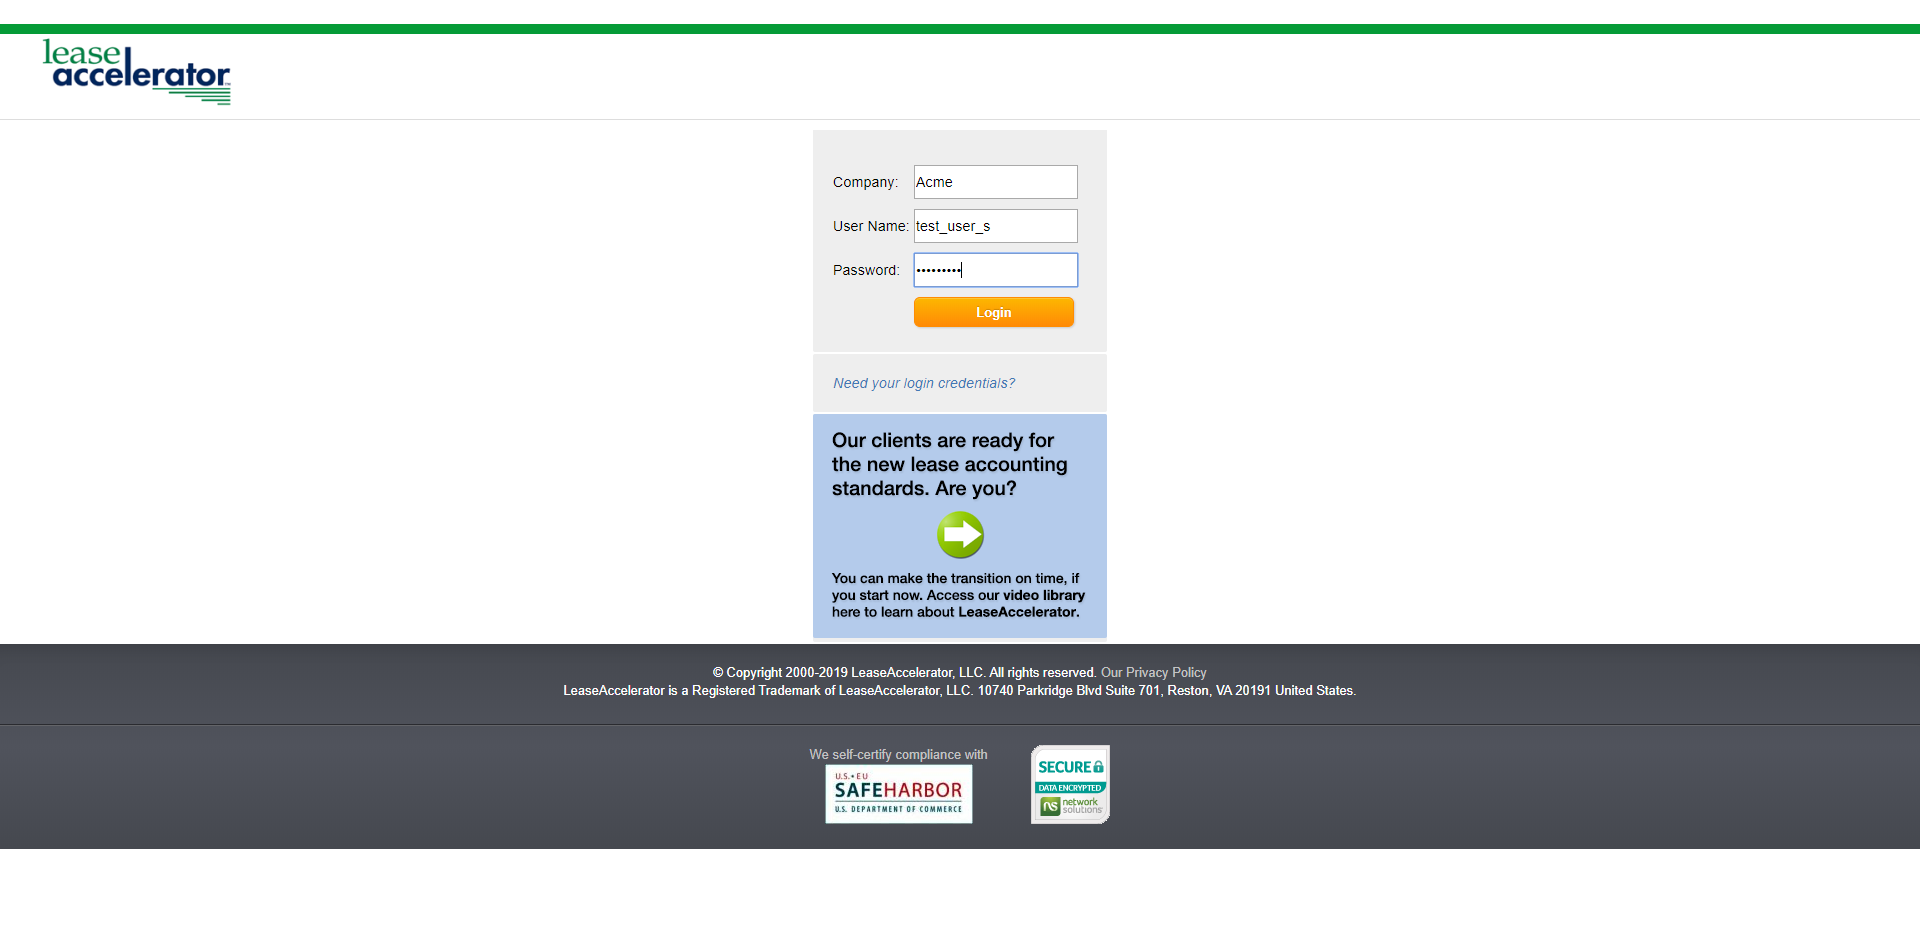 lease
accelerator™
Company: Acme
User Name: test_user_s
Password: •••••••••
Login
Need your login credentials?
Our clients are ready for
the new lease accounting
standards. Are you?
You can make the transition on time, if
you start now. Access our video library
here to learn about LeaseAccelerator.
© Copyright 2000-2019 LeaseAccelerator, LLC. All rights reserved. Our Privacy Policy
LeaseAccelerator is a Registered Trademark of LeaseAccelerator, LLC. 10740 Parkridge Blvd Suite 701, Reston, VA 20191 United States.
We self-certify compliance with
U.S.•EU
SAFEHARBOR
U.S. DEPARTMENT OF COMMERCE
SECURE
DATA ENCRYPTED
ns network
solutions